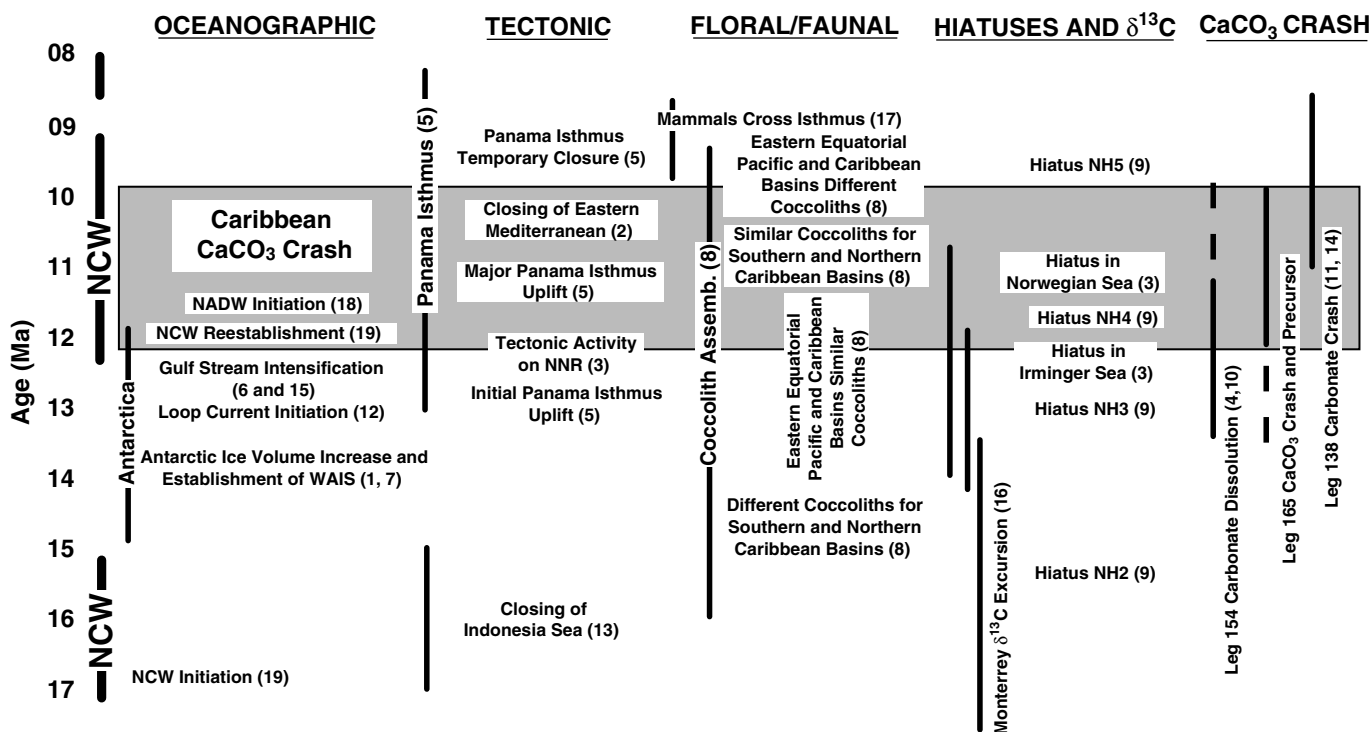 OCEANOGRAPHIC
TECTONIC
FLORAL/FAUNAL
HIATUSES AND δ¹³C
CaCO₃ CRASH
Age (Ma)
08
09
10
11
12
13
14
15
16
17
NCW
NCW
Antarctica
Caribbean
CaCO₃ Crash
NADW Initiation (18)
NCW Reestablishment (19)
Gulf Stream Intensification
(6 and 15)
Loop Current Initiation (12)
Antarctic Ice Volume Increase and
Establishment of WAIS (1, 7)
NCW Initiation (19)
Panama Isthmus (5)
Panama Isthmus
Temporary Closure (5)
Closing of Eastern
Mediterranean (2)
Major Panama Isthmus
Uplift (5)
Tectonic Activity
on NNR (3)
Initial Panama Isthmus
Uplift (5)
Closing of
Indonesia Sea (13)
Mammals Cross Isthmus (17)
Coccolith Assemb. (8)
Eastern Equatorial
Pacific and Caribbean
Basins Different
Coccoliths (8)
Similar Coccoliths for
Southern and Northern
Caribbean Basins (8)
Eastern Equatorial
Pacific and Caribbean
Basins Similar
Coccoliths (8)
Different Coccoliths for
Southern and Northern
Caribbean Basins (8)
Monterrey δ¹³C Excursion (16)
Hiatus NH5 (9)
Hiatus in
Norwegian Sea (3)
Hiatus NH4 (9)
Hiatus in
Irminger Sea (3)
Hiatus NH3 (9)
Hiatus NH2 (9)
Leg 154 Carbonate Dissolution (4,10)
Leg 165 CaCO₃ Crash and Precursor
Leg 138 Carbonate Crash (11, 14)